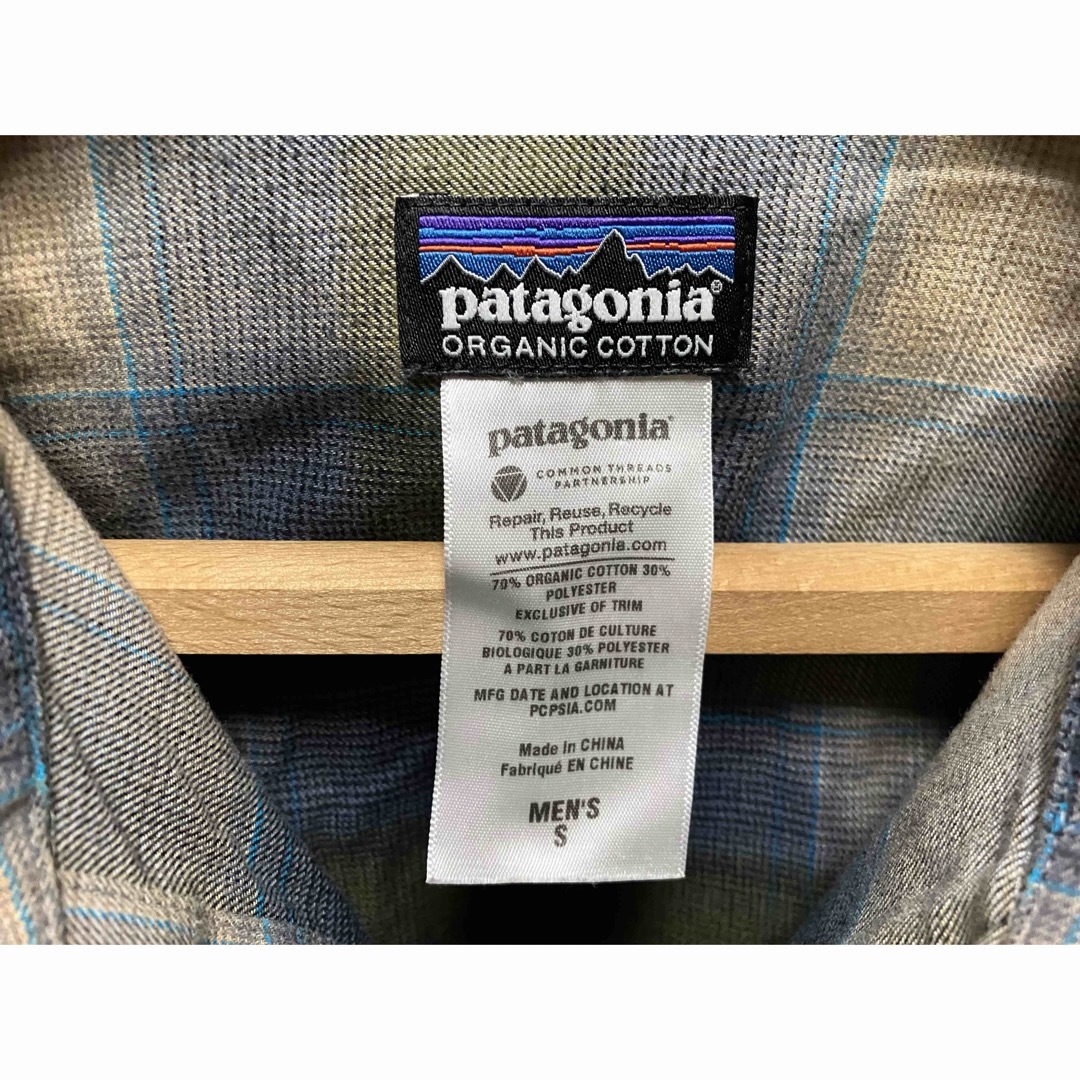 patagonia®
ORGANIC COTTON
patagonia®
COMMON THREADS
PARTNERSHIP
Repair, Reuse, Recycle
This Product
www.patagonia.com
70% ORGANIC COTTON 30%
POLYESTER
EXCLUSIVE OF TRIM
70% COTON DE CULTURE
BIOLOGIQUE 30% POLYESTER
A PART LA GARNITURE
MFG DATE AND LOCATION AT
PCPSIA.COM
Made in CHINA
Fabriqué EN CHINE
MEN'S
S